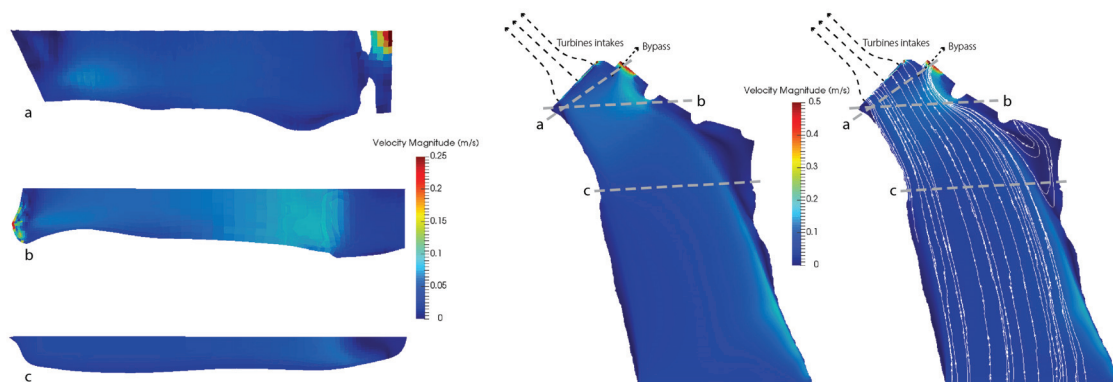 a
Velocity Magnitude (m/s)
0.25
0.2
0.15
0.1
0.05
0
b
c
Turbines intakes
Bypass
b
Velocity Magnitude (m/s)
0.5
0.4
0.3
0.2
0.1
0
a
c
Turbines intakes
Bypass
b
a
c